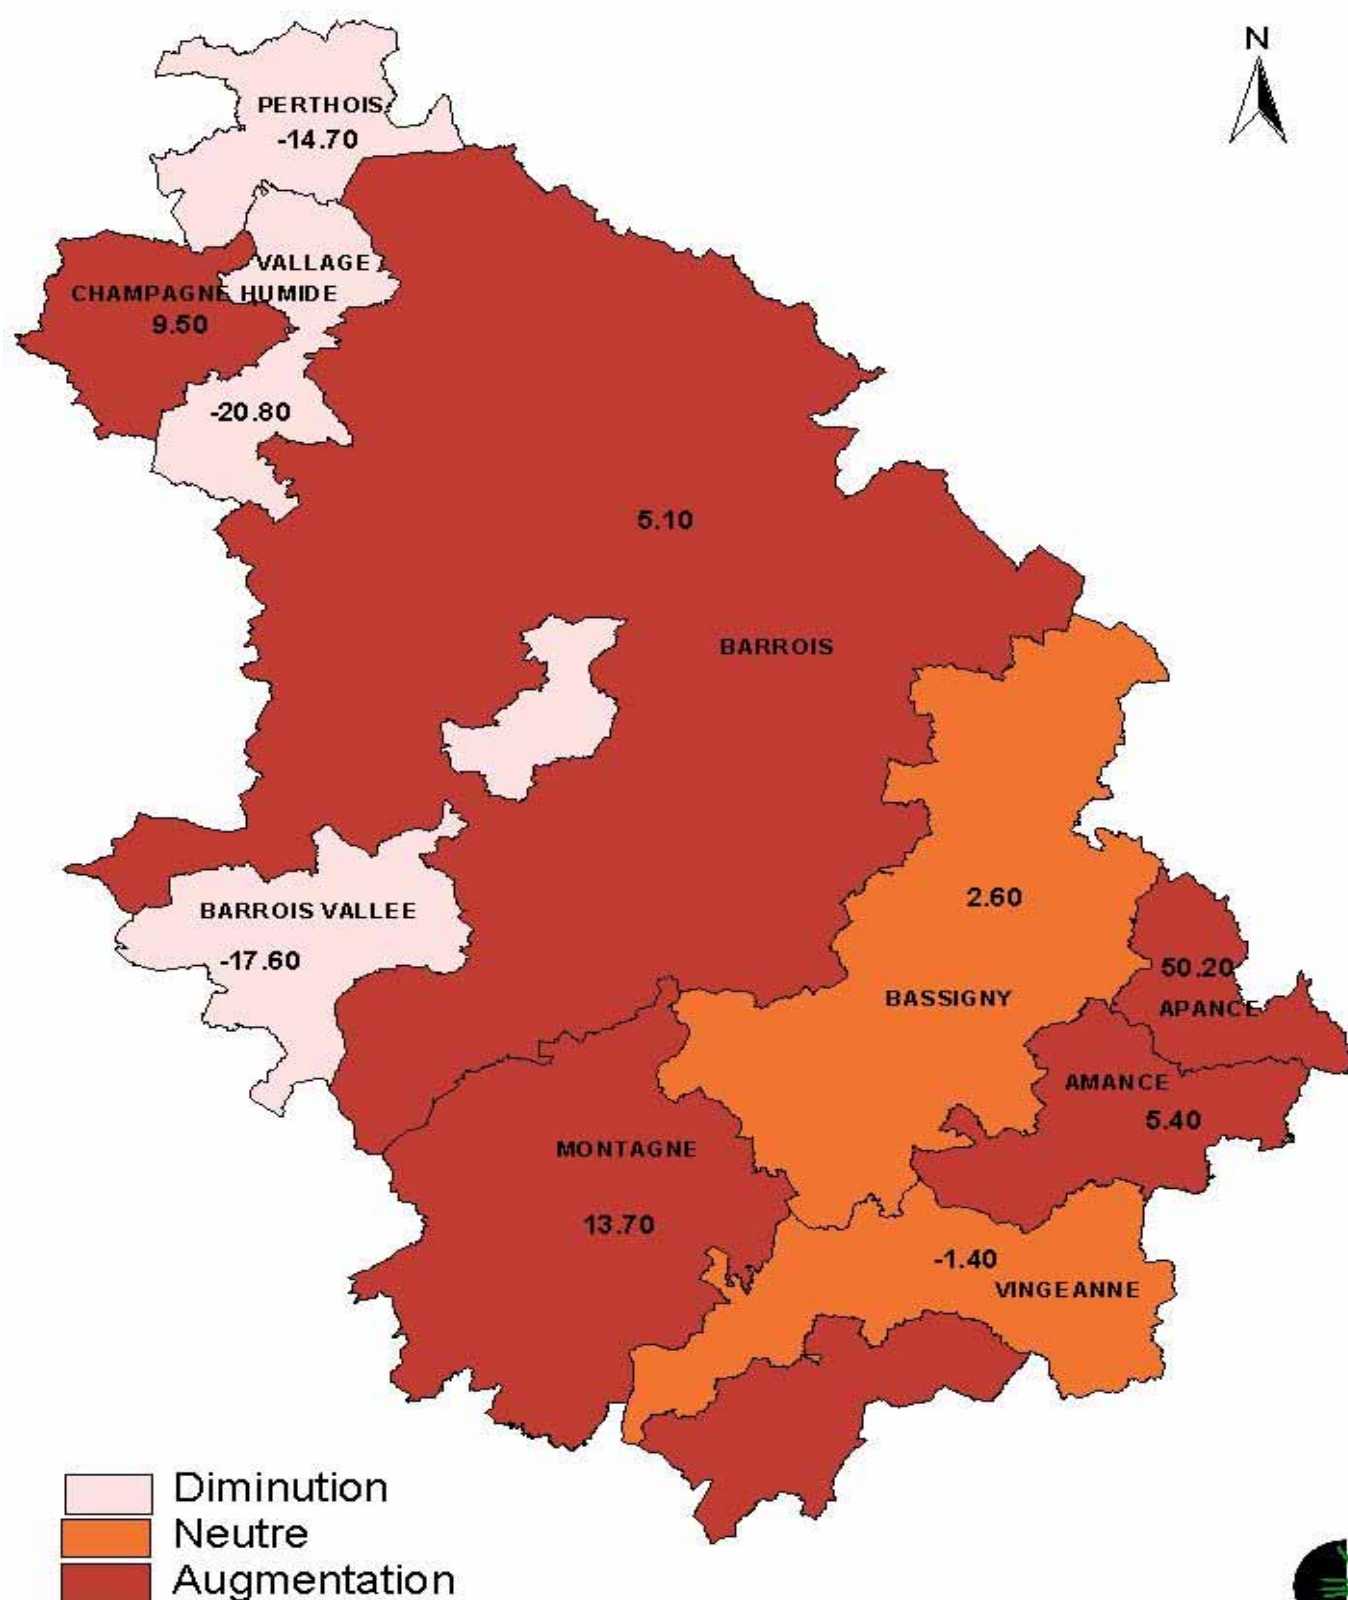 N
PERTHOIS
-14.70
VALLAGE
CHAMPAGNE HUMIDE
9.50
-20.80
5.10
BARROIS
2.60
BARROIS VALLEE
-17.60
50.20
BASSIGNY
APANCE
AMANCE
5.40
MONTAGNE
13.70
-1.40
VINGEANNE
Diminution
Neutre
Augmentation